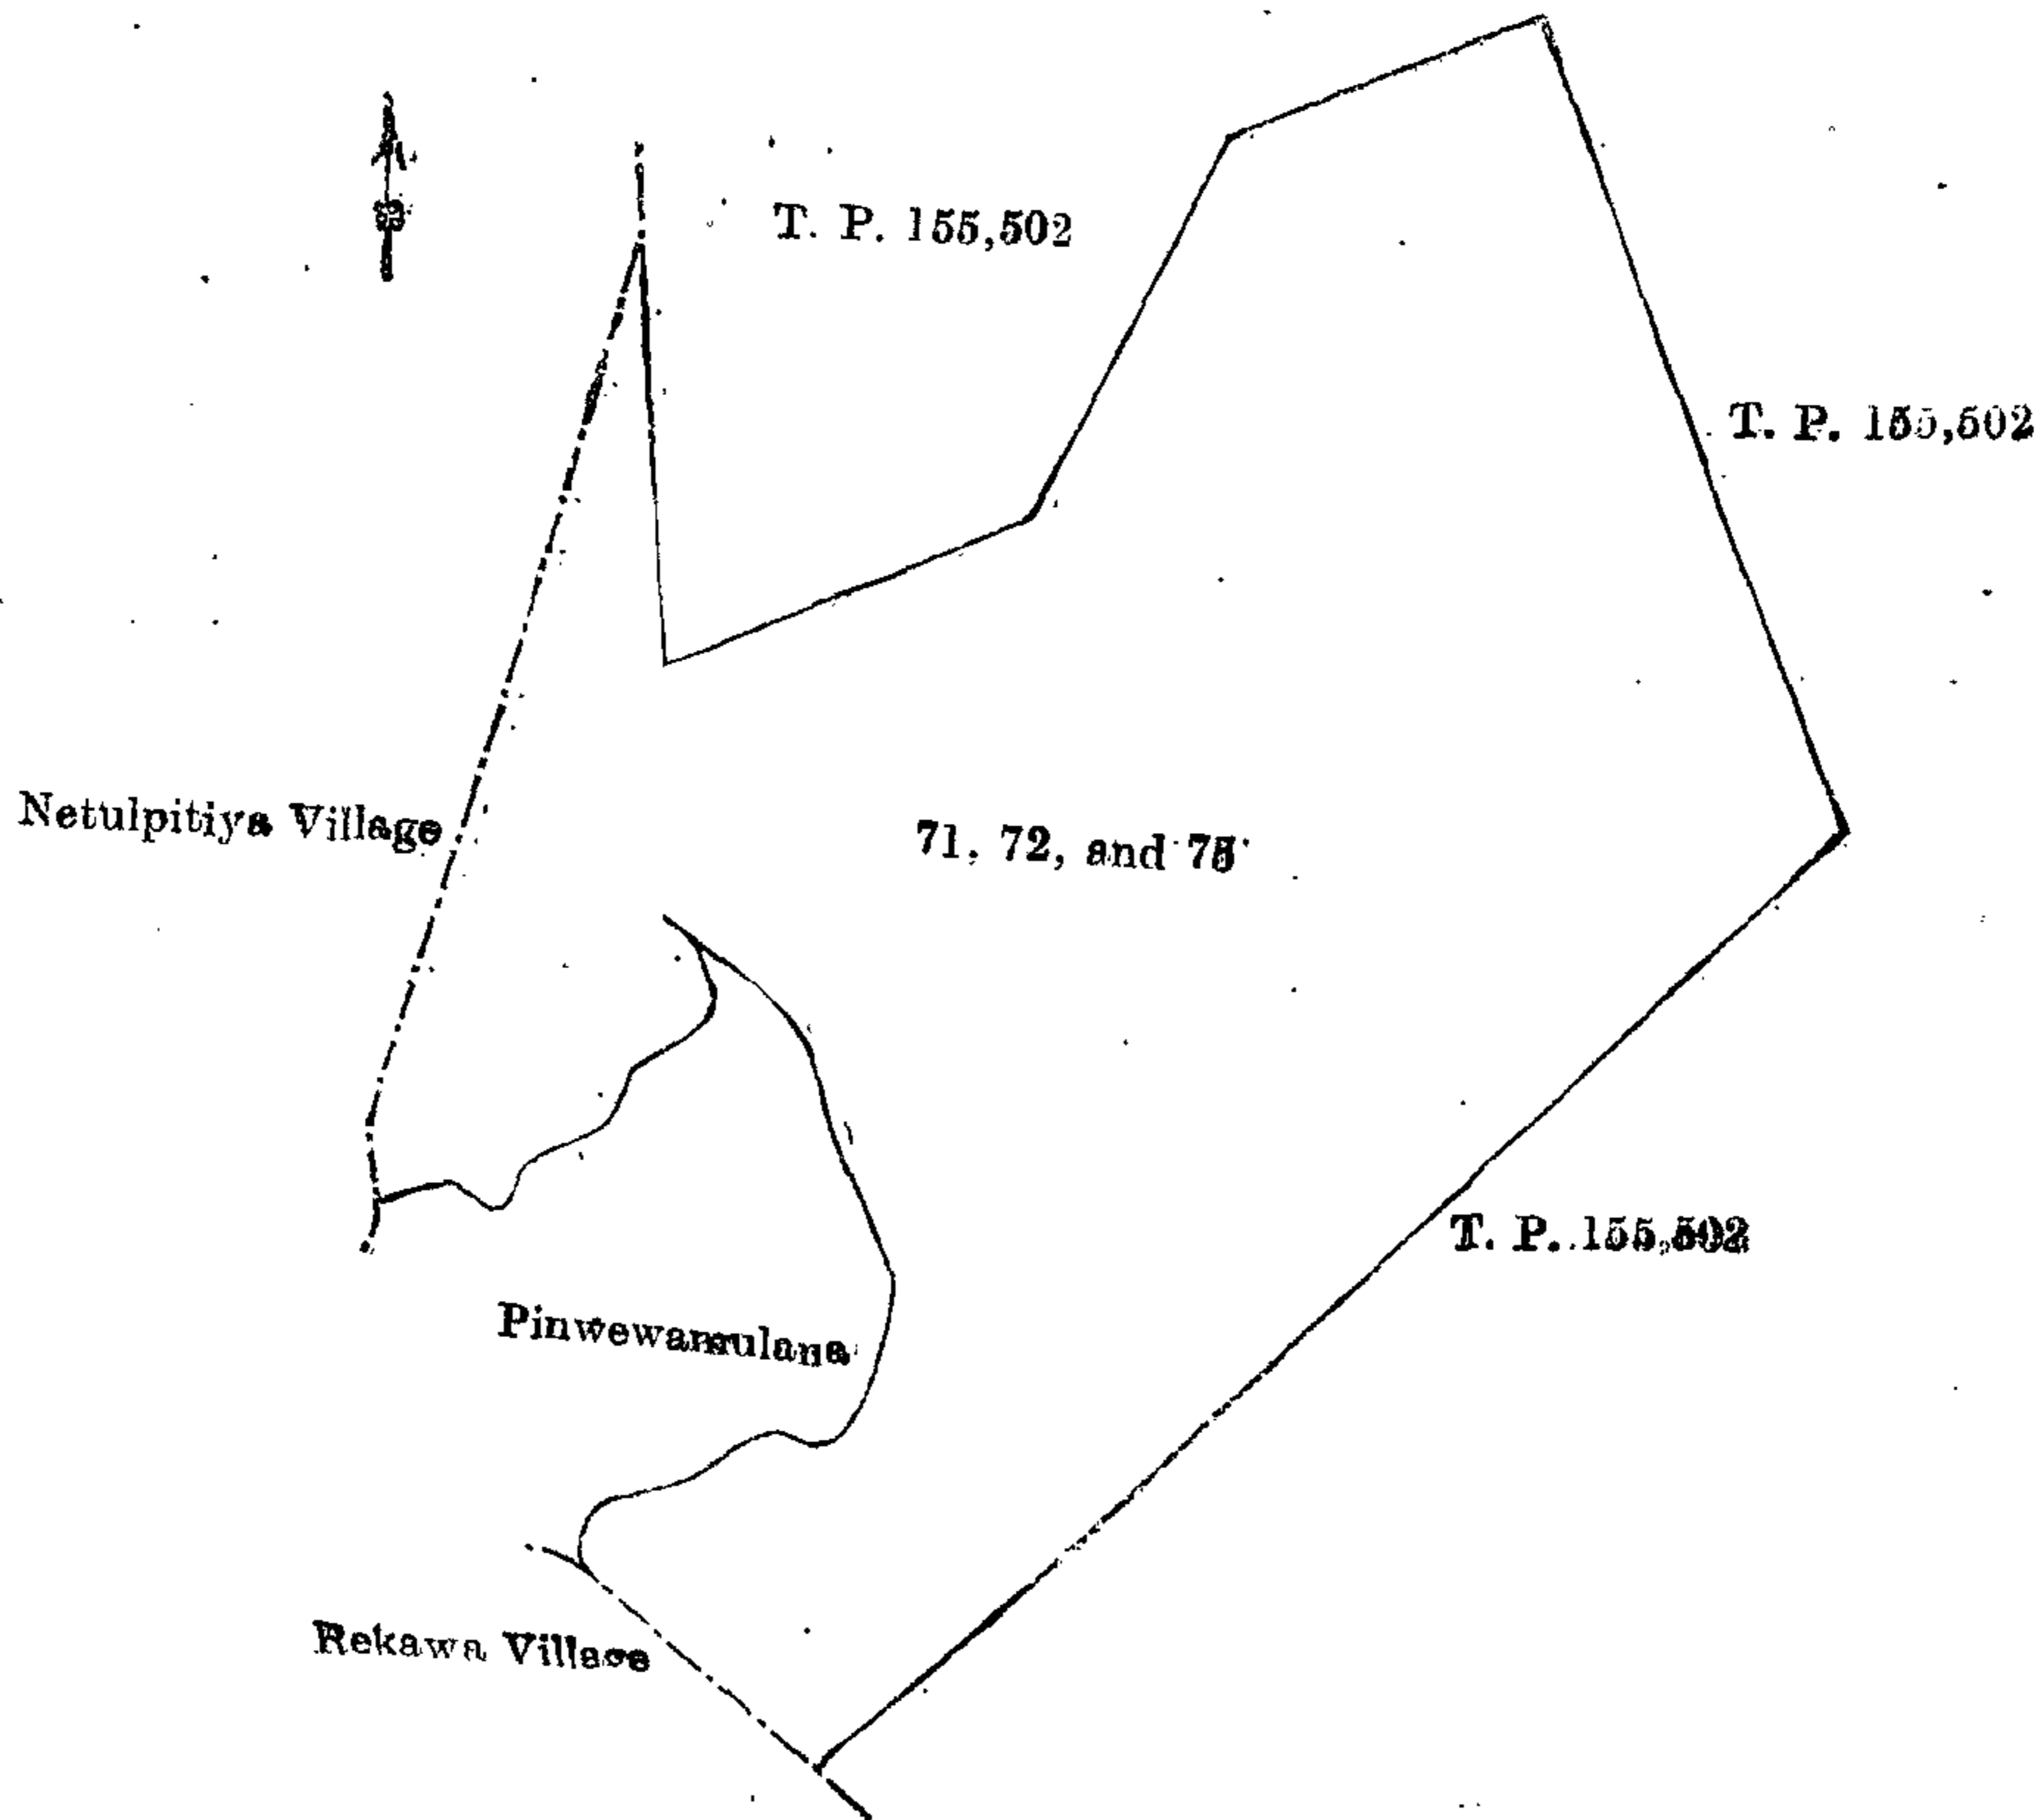 T. P. 155,502
T. P. 155,502
Netulpitiya Village
71, 72, and 75
T. P. 155,502
Pinwewamulana
Rekawa Village